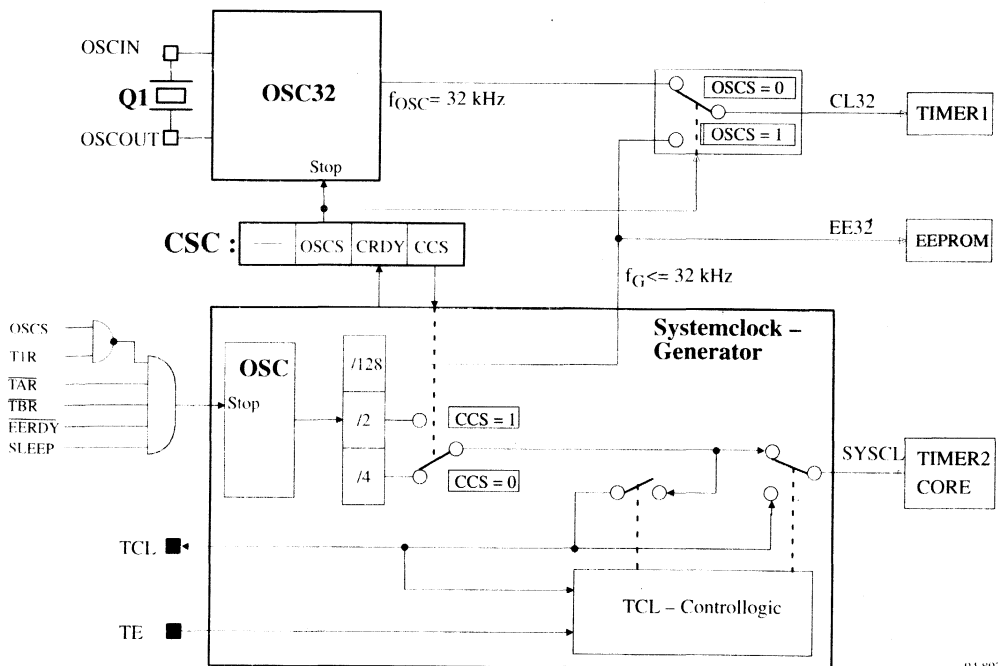 OSCIN
Q1
OSCOUT
OSC32
Stop
fOSC= 32 kHz
OSCS = 0
OSCS = 1
CL32
TIMER1
CSC :
OSCS
CRDY
CCS
EE32
EEPROM
fG<= 32 kHz
Systemclock –
Generator
OSCS
T1R
TAR
TBR
EERDY
SLEEP
OSC
Stop
/128
/2
/4
CCS = 1
CCS = 0
SYSCL
TIMER2
CORE
TCL
TE
TCL – Controllogic